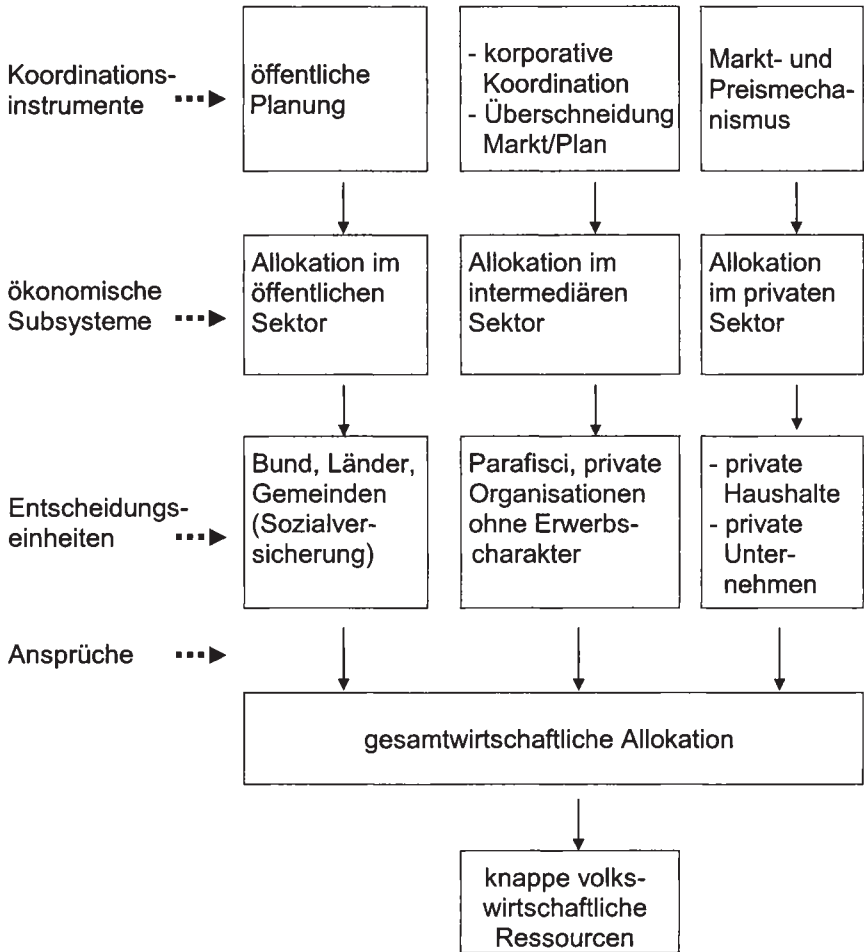 Koordinations-
instrumente
öffentliche
Planung
- korporative
Koordination
- Überschneidung
Markt/Plan
Markt- und
Preismecha-
nismus
ökonomische
Subsysteme
Allokation im
öffentlichen
Sektor
Allokation im
intermediären
Sektor
Allokation
im privaten
Sektor
Entscheidungs-
einheiten
Bund, Länder,
Gemeinden
(Sozialver-
sicherung)
Parafisci, private
Organisationen
ohne Erwerbs-
charakter
- private
Haushalte
- private
Unter-
nehmen
Ansprüche
gesamtwirtschaftliche Allokation
knappe volks-
wirtschaftliche
Ressourcen